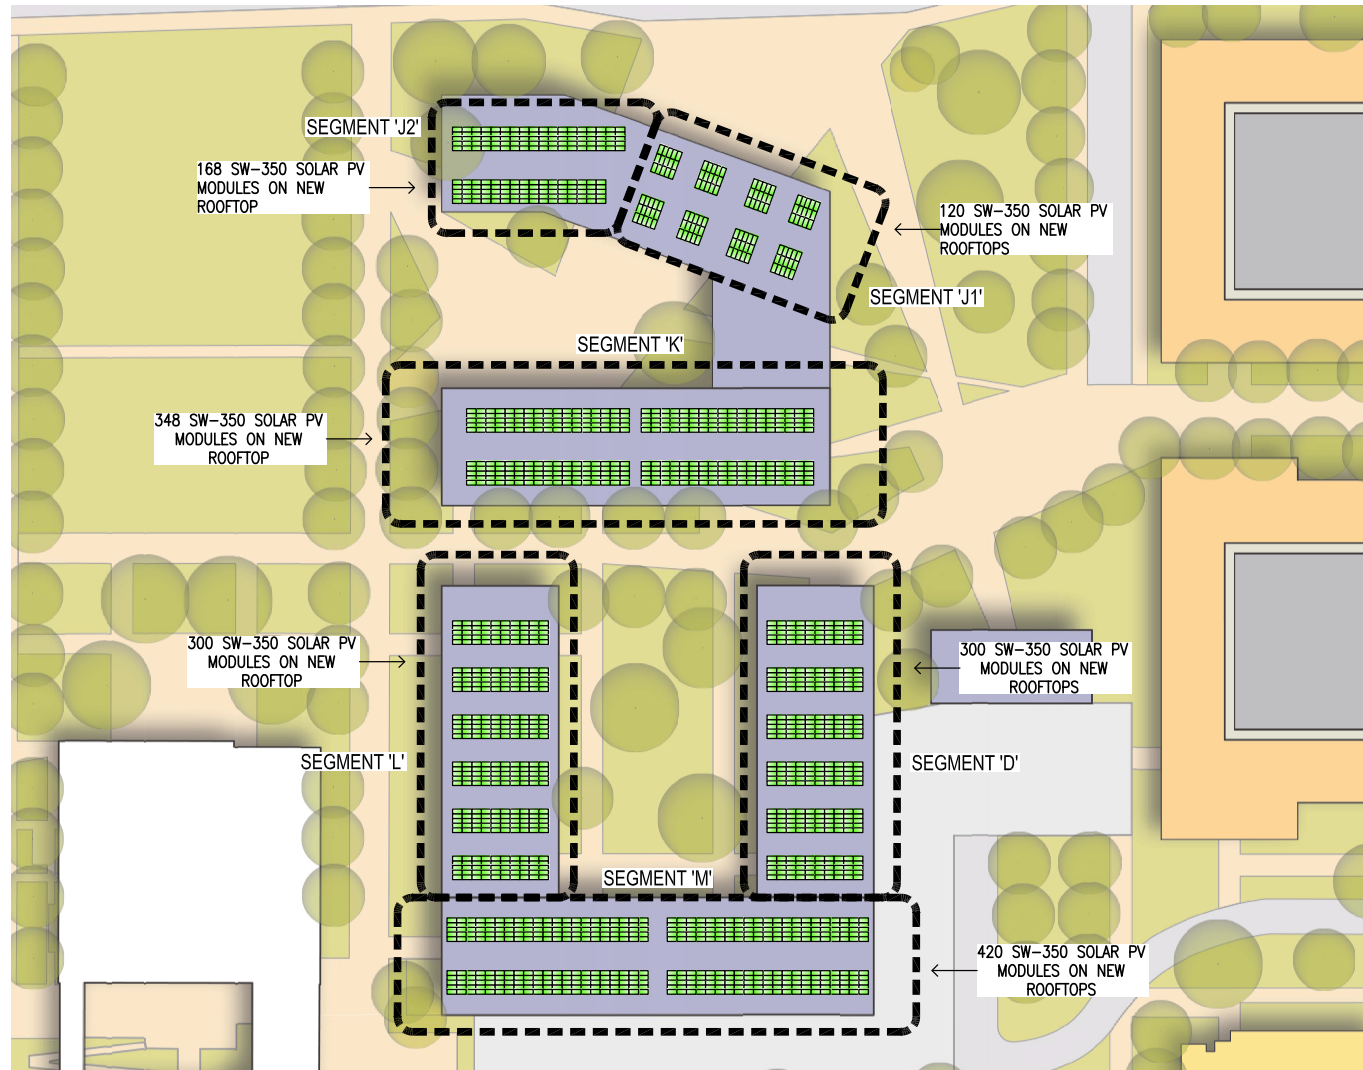 SEGMENT 'J2'
168 SW-350 SOLAR PV
MODULES ON NEW
ROOFTOP
120 SW-350 SOLAR PV
MODULES ON NEW
ROOFTOPS
SEGMENT 'J1'
SEGMENT 'K'
348 SW-350 SOLAR PV
MODULES ON NEW
ROOFTOP
300 SW-350 SOLAR PV
MODULES ON NEW
ROOFTOP
300 SW-350 SOLAR PV
MODULES ON NEW
ROOFTOPS
SEGMENT 'L'
SEGMENT 'D'
SEGMENT 'M'
420 SW-350 SOLAR PV
MODULES ON NEW
ROOFTOPS